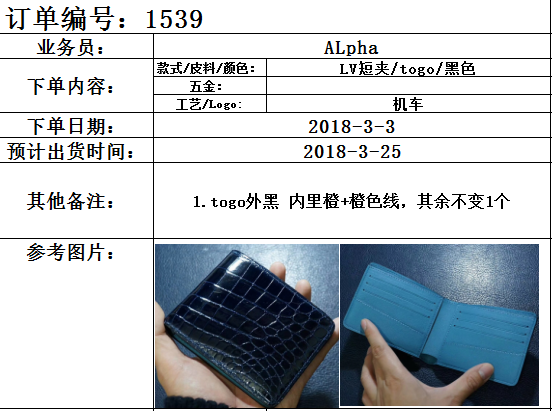 订单编号：1539
业务员： ALpha
下单内容： 款式/皮料/颜色： LV短夹/togo/黑色
五金：
工艺/Logo: 机车
下单日期： 2018-3-3
预计出货时间： 2018-3-25
其他备注： 1.togo外黑 内里橙+橙色线，其余不变1个
参考图片：